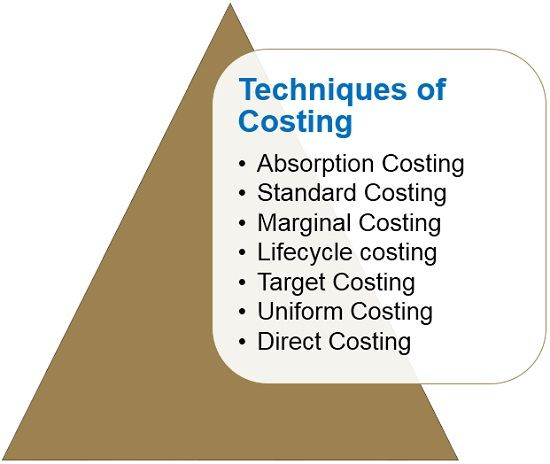 Techniques of
Costing
• Absorption Costing
• Standard Costing
• Marginal Costing
• Lifecycle costing
• Target Costing
• Uniform Costing
• Direct Costing